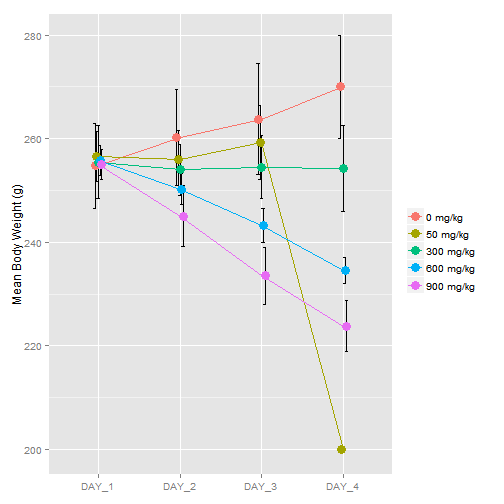 280
260
240
220
200
Mean Body Weight (g)
DAY_1 DAY_2 DAY_3 DAY_4
0 mg/kg
50 mg/kg
300 mg/kg
600 mg/kg
900 mg/kg